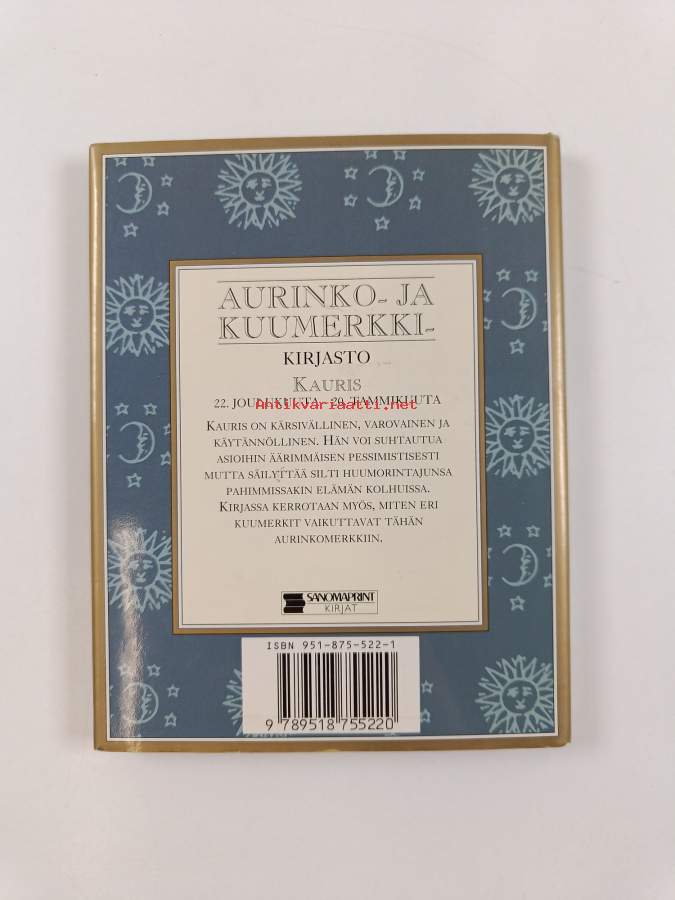 AURINKO- JA
KUUMERKKI-
KIRJASTO
KAURIS
22. JOULUKUUTA - 20. TAMMIKUUTA
Antikvariaatti.net
KAURIS ON KÄRSIVÄLLINEN, VAROVAINEN JA
KÄYTÄNNÖLLINEN. HÄN VOI SUHTAUTUA
ASIOIHIN ÄÄRIMMÄISEN PESSIMISTISESTI
MUTTA SÄILYTTÄÄ SILTI HUUMORINTAJUNSA
PAHIMMISSAKIN ELÄMÄN KOLHUISSA.
KIRJASSA KERROTAAN MYÖS, MITEN ERI
KUUMERKIT VAIKUTTAVAT TÄHÄN
AURINKOMERKKIIN.
SANOMAPRINT
KIRJAT
ISBN 951-875-522-1
9 789518 755220